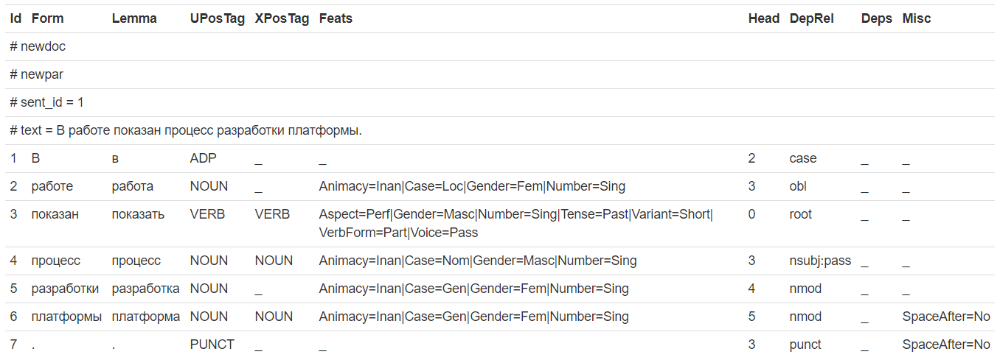 Id Form Lemma UPosTag XPosTag Feats Head DepRel Deps Misc
# newdoc
# newpar
# sent_id = 1
# text = В работе показан процесс разработки платформы.
1 В в ADP _ _ 2 case _ _
2 работе работа NOUN _ Animacy=Inan|Case=Loc|Gender=Fem|Number=Sing 3 obl _ _
3 показан показать VERB VERB Aspect=Perf|Gender=Masc|Number=Sing|Tense=Past|Variant=Short| 0 root _ _
VerbForm=Part|Voice=Pass
4 процесс процесс NOUN NOUN Animacy=Inan|Case=Nom|Gender=Masc|Number=Sing 3 nsubj:pass _ _
5 разработки разработка NOUN _ Animacy=Inan|Case=Gen|Gender=Fem|Number=Sing 4 nmod _ _
6 платформы платформа NOUN NOUN Animacy=Inan|Case=Gen|Gender=Fem|Number=Sing 5 nmod _ SpaceAfter=No
7 . . PUNCT _ _ 3 punct _ SpaceAfter=No